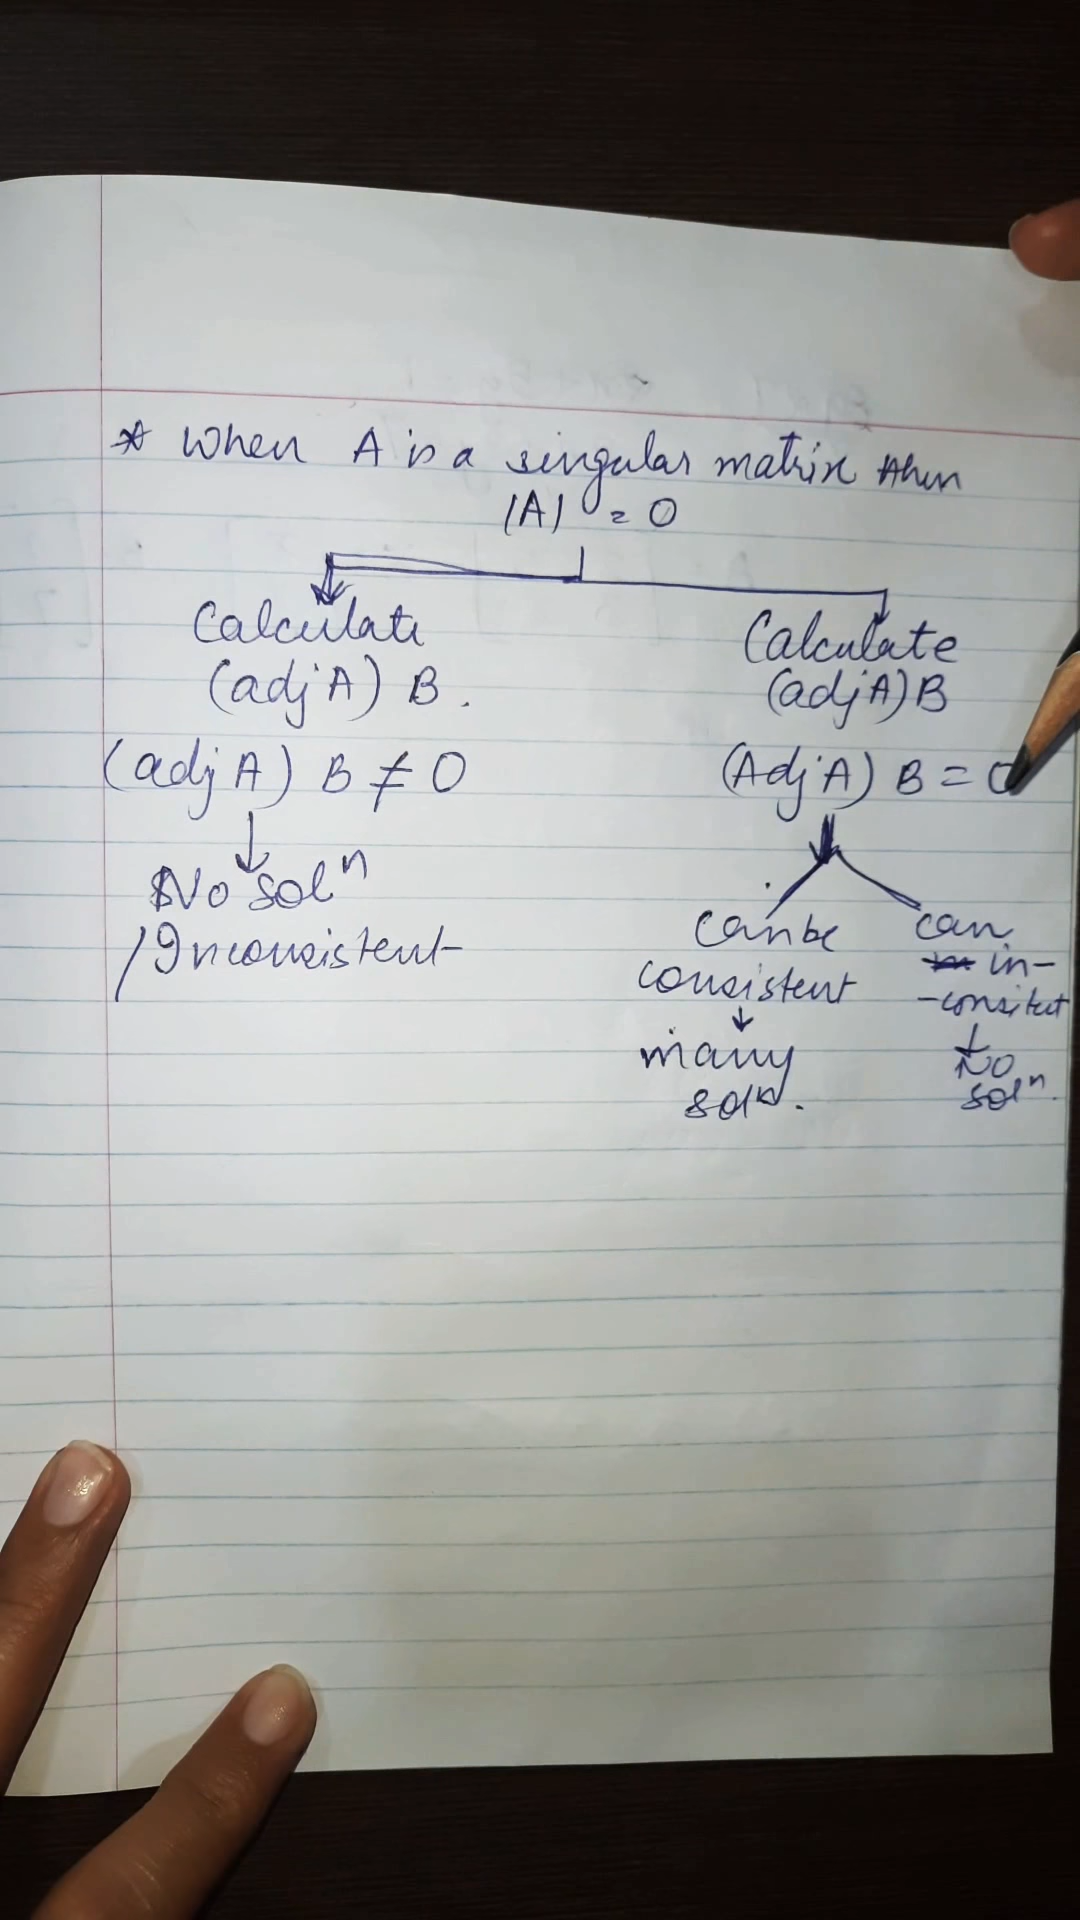 * When A is a singular matrix then
|A| = 0
Calculate
(adj A) B.
(adj A) B ≠ 0
No solⁿ
/Inconsistent
Calculate
(adj A) B
(Adj A) B = 0
can be
consistent
many
solⁿ.
can
in-
-consitent
No
solⁿ.